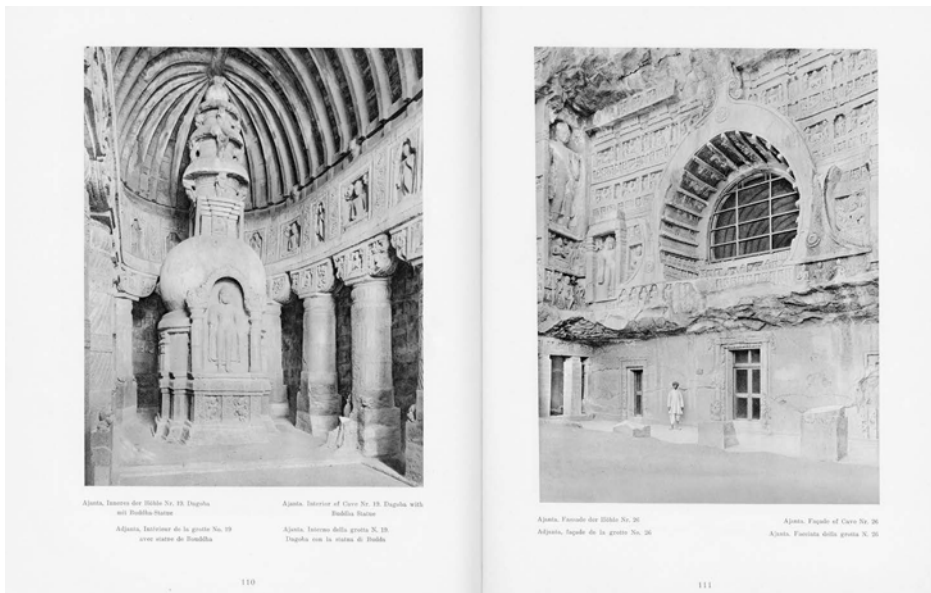 Ajanta. Inneres der Höhle Nr. 19. Dagoba
mit Buddha-Statue
Adjanta, Intérieur de la grotte No. 19
avec statue de Bouddha
Ajanta. Interior of Cave Nr. 19. Dagoba with
Buddha Statue
Ajanta. Interno della grotta N. 19.
Dagoba con la statua di Budda
110
Ajanta. Fassade der Höhle Nr. 26
Adjanta, façade de la grotte No. 26
Ajanta. Façade of Cave Nr. 26
Ajanta. Facciata della grotta N. 26
111